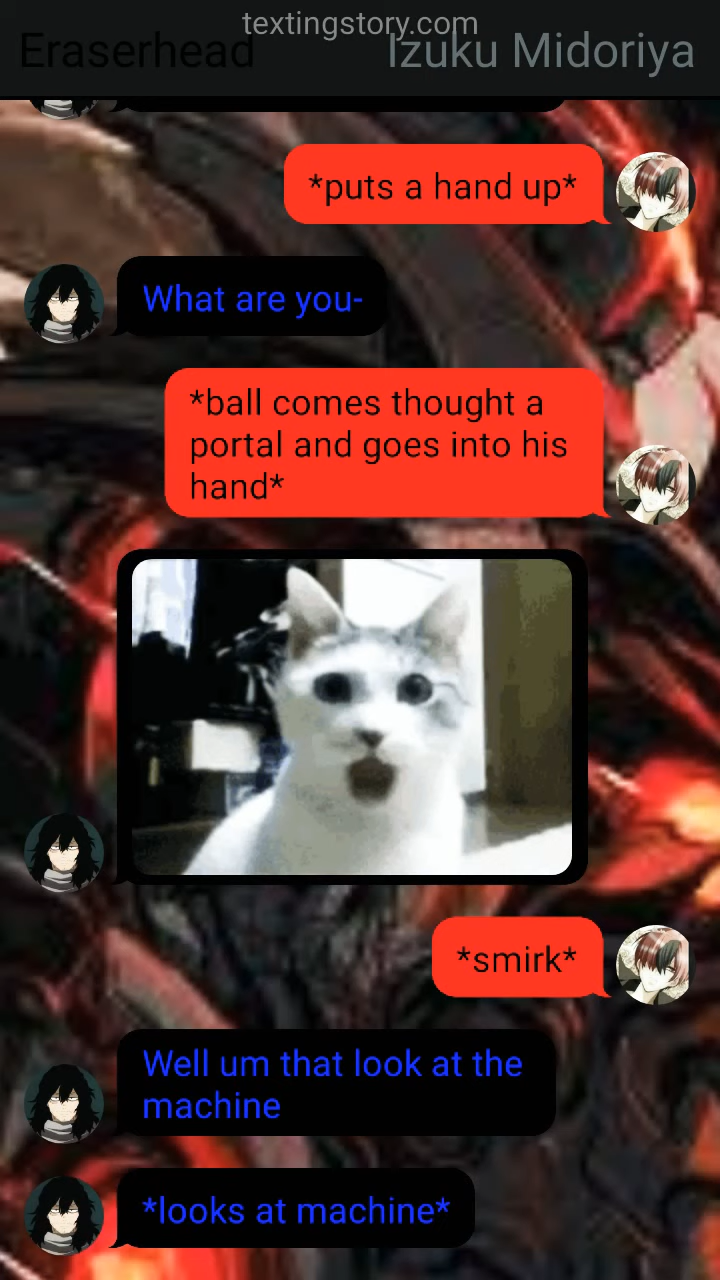 textingstory.com
Eraserhead
Izuku Midoriya
*puts a hand up*
What are you-
*ball comes thought a
portal and goes into his
hand*
*smirk*
Well um that look at the
machine
*looks at machine*